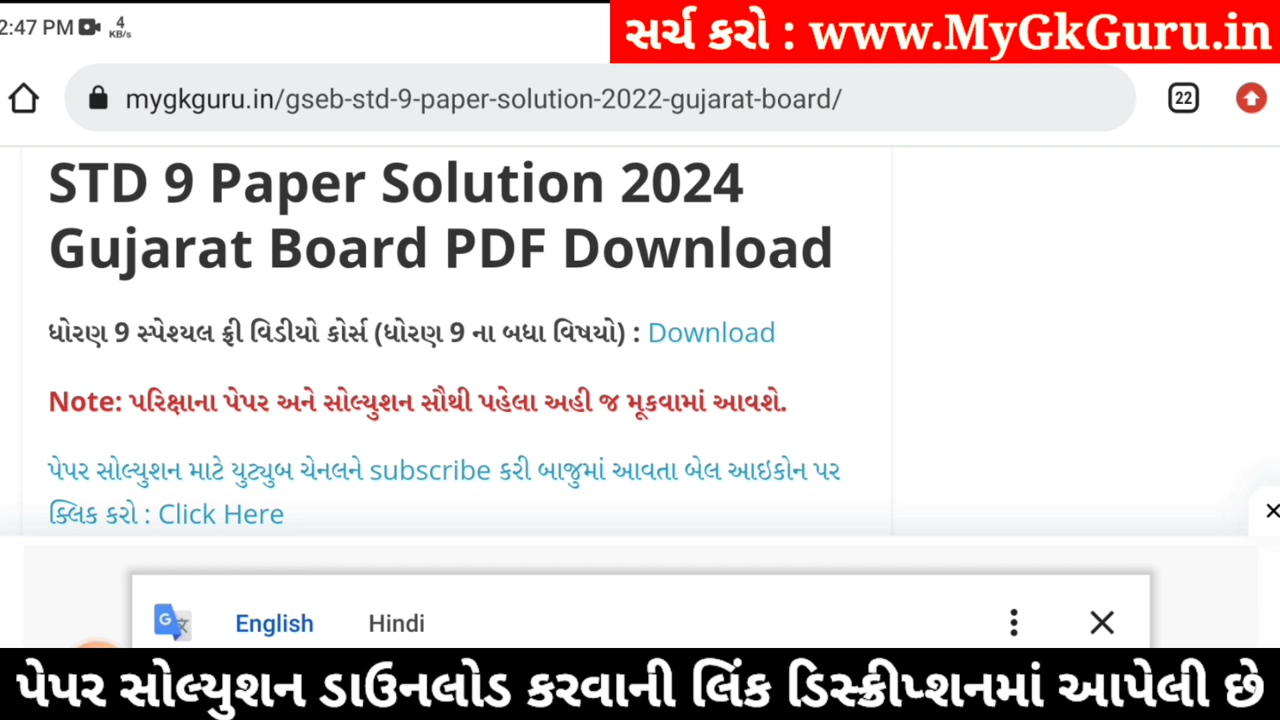 2:47 PM 4 KB/s
સર્ચ કરો : www.MyGkGuru.in
mygkguru.in/gseb-std-9-paper-solution-2022-gujarat-board/
22
STD 9 Paper Solution 2024
Gujarat Board PDF Download
ધોરણ 9 સ્પેશ્યલ ફ્રી વિડીયો કોર્સ (ધોરણ 9 ના બધા વિષયો) : Download
Note: પરિક્ષાના પેપર અને સોલ્યુશન સૌથી પહેલા અહી જ મૂકવામાં આવશે.
પેપર સોલ્યુશન માટે યુટ્યુબ ચેનલને subscribe કરી બાજુમાં આવતા બેલ આઇકોન પર
ક્લિક કરો : Click Here
English Hindi
પેપર સોલ્યુશન ડાઉનલોડ કરવાની લિંક ડિસ્ક્રીપ્શનમાં આપેલી છે